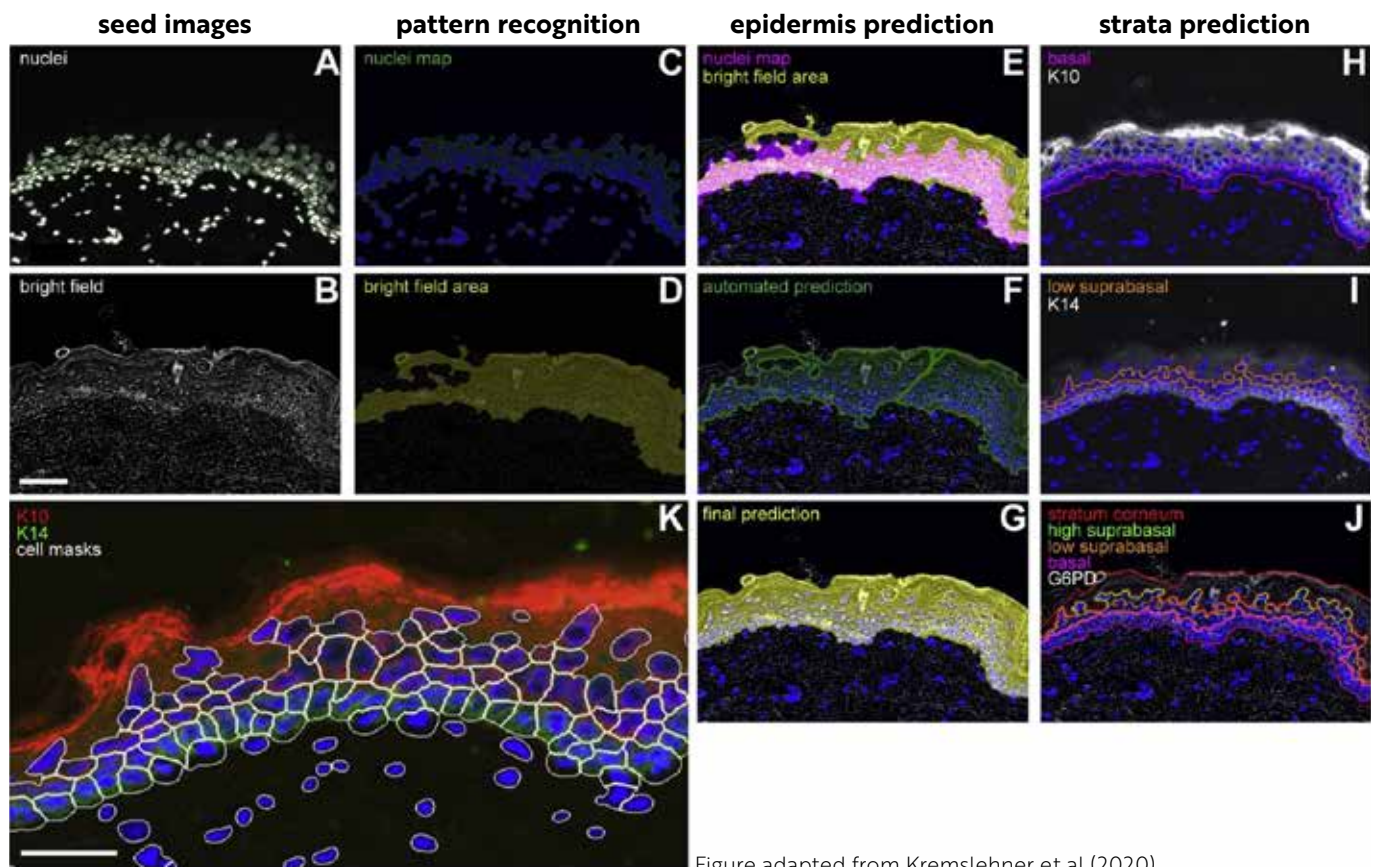 seed images
pattern recognition
epidermis prediction
strata prediction
nuclei
A
nuclei map
C
nuclei map
bright field area
E
basal
K10
H
bright field
B
bright field area
D
automated prediction
F
low suprabasal
K14
I
K10
K14
cell masks
K
final prediction
G
stratum corneum
high suprabasal
low suprabasal
basal
G6PD
J
Figure adapted from Kremslehner et al (2020)